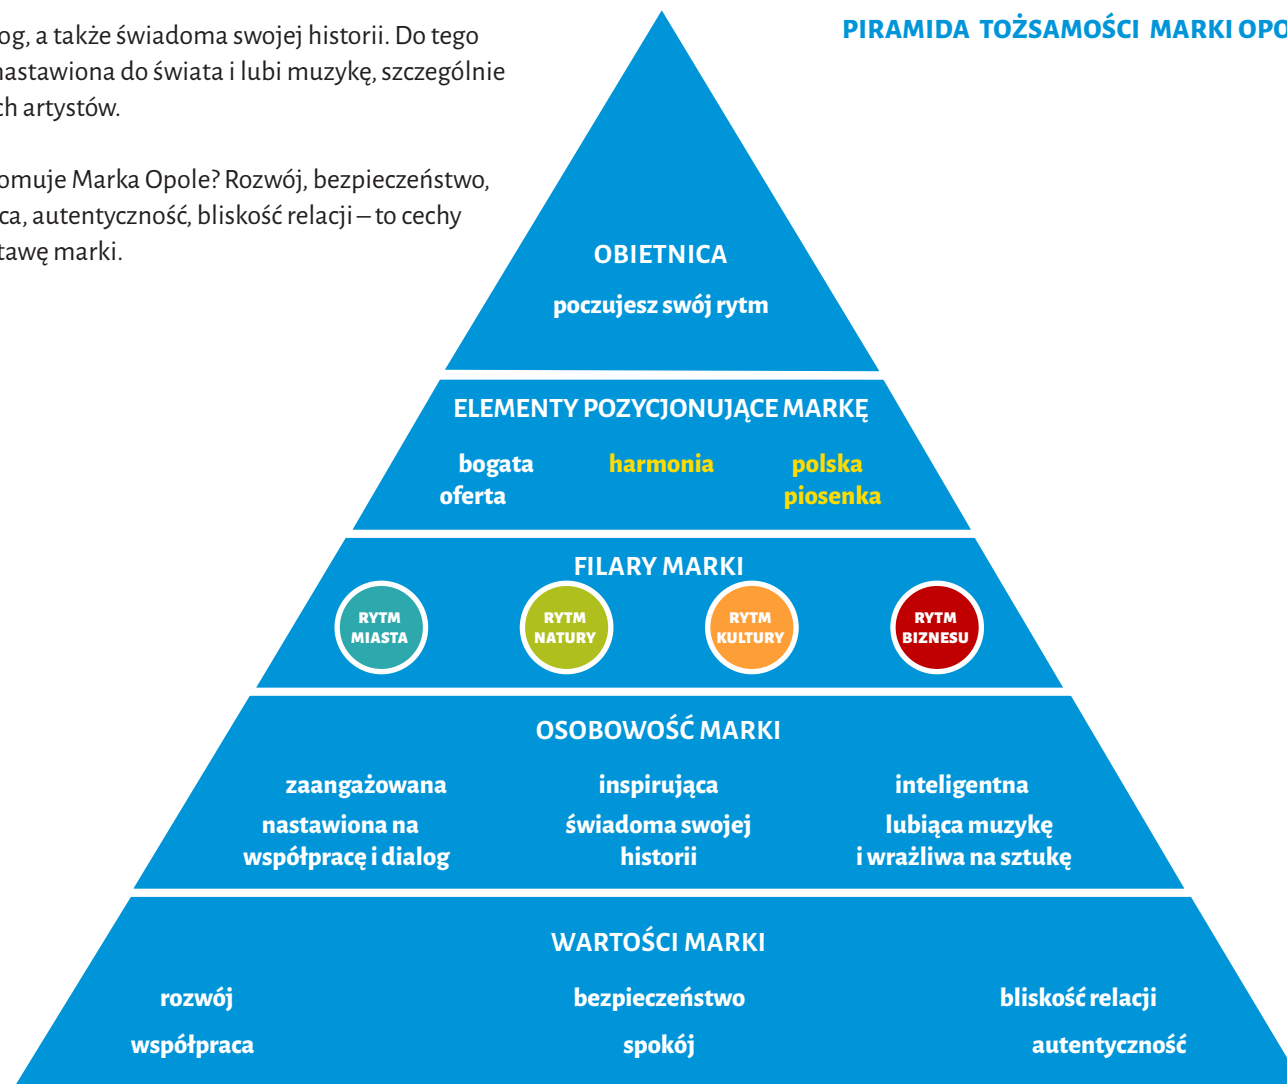 og, a także świadoma swojej historii. Do tego
nastawiona do świata i lubi muzykę, szczególnie
ch artystów.
omuje Marka Opole? Rozwój, bezpieczeństwo,
ca, autentyczność, bliskość relacji – to cechy
tawę marki.
PIRAMIDA TOŻSAMOŚCI MARKI OPO
OBIETNICA
poczujesz swój rytm
ELEMENTY POZYCJONUJĄCE MARKĘ
bogata
oferta
harmonia
polska
piosenka
FILARY MARKI
RYTM
MIASTA
RYTM
NATURY
RYTM
KULTURY
RYTM
BIZNESU
OSOBOWOŚĆ MARKI
zaangażowana
inspirująca
inteligentna
nastawiona na
współpracę i dialog
świadoma swojej
historii
lubiąca muzykę
i wrażliwa na sztukę
WARTOŚCI MARKI
rozwój
bezpieczeństwo
bliskość relacji
współpraca
spokój
autentyczność